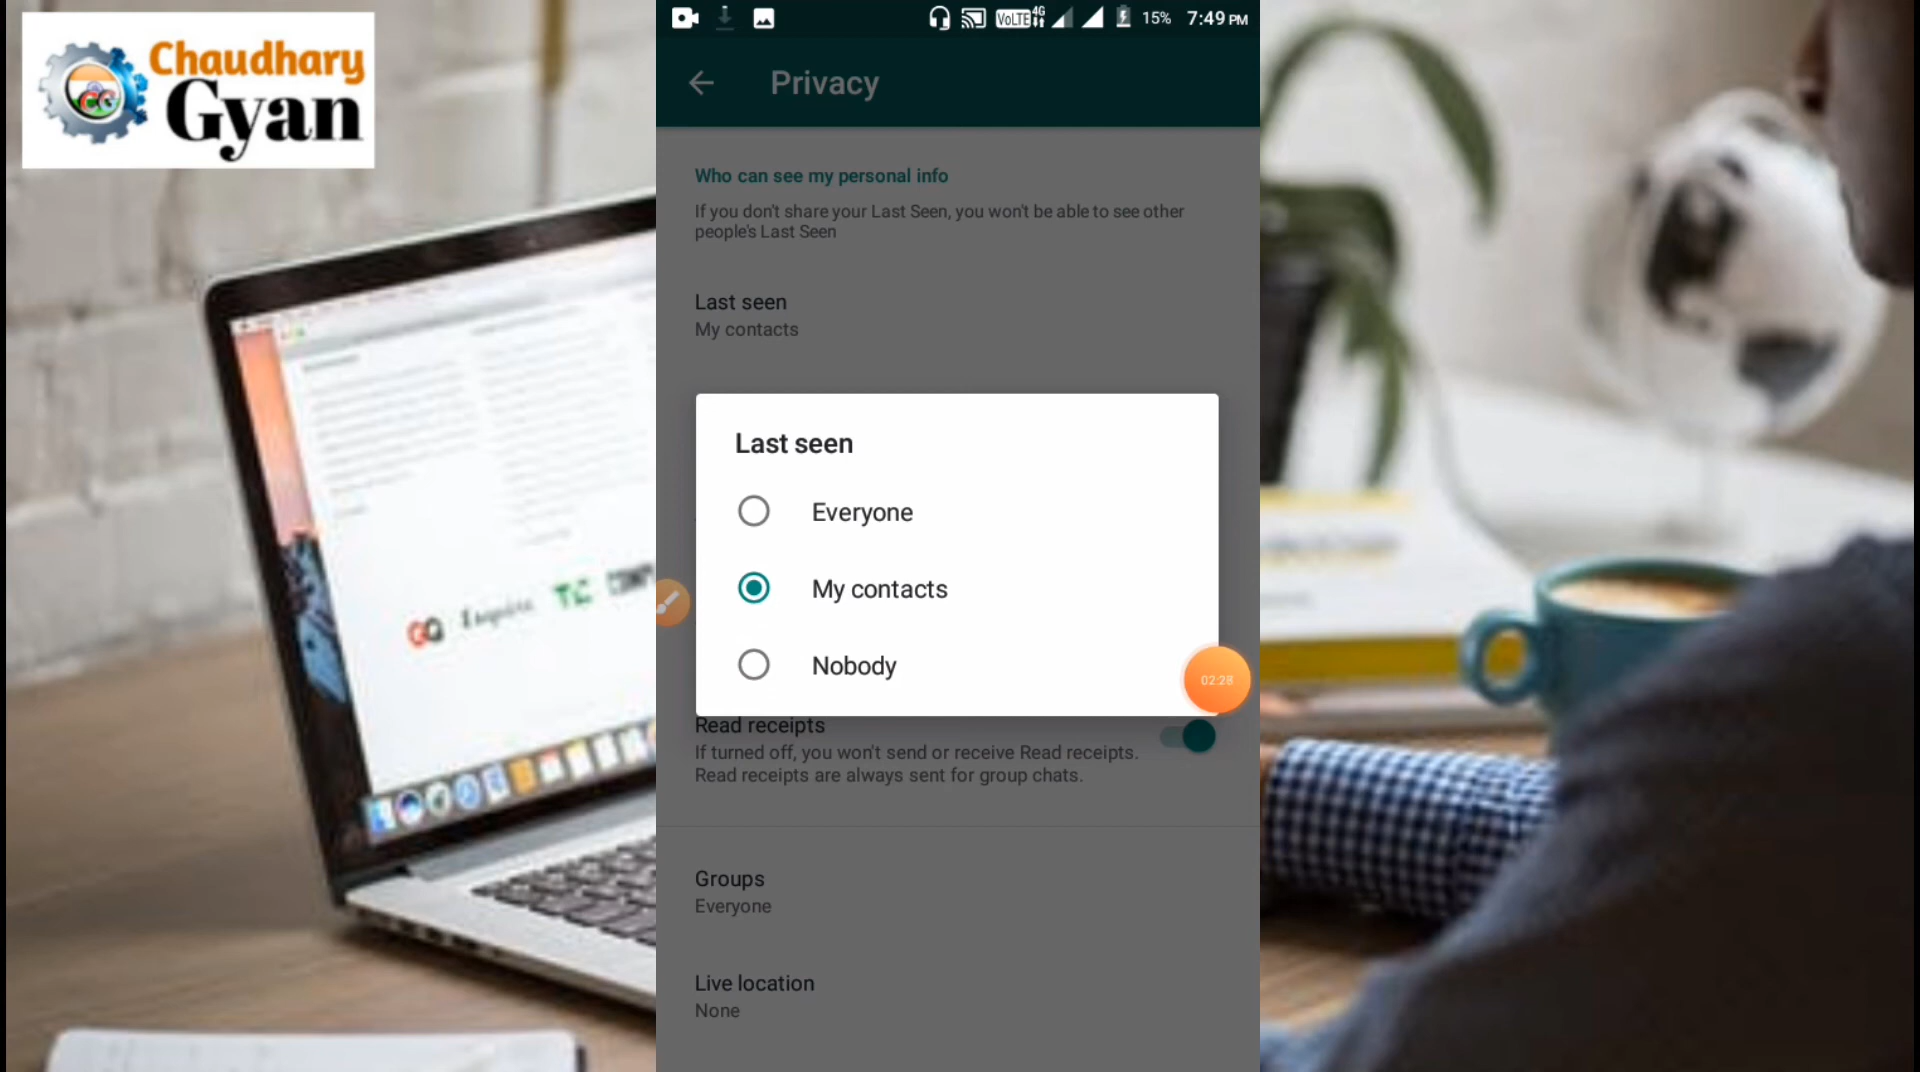 Chaudhary
Gyan
CG
VoLTE 4G 15% 7:49 PM
Privacy
Who can see my personal info
If you don't share your Last Seen, you won't be able to see other
people's Last Seen
Last seen
My contacts
Last seen
Everyone
My contacts
Nobody
02:28
Read receipts
If turned off, you won't send or receive Read receipts.
Read receipts are always sent for group chats.
Groups
Everyone
Live location
None
GQ Esquire